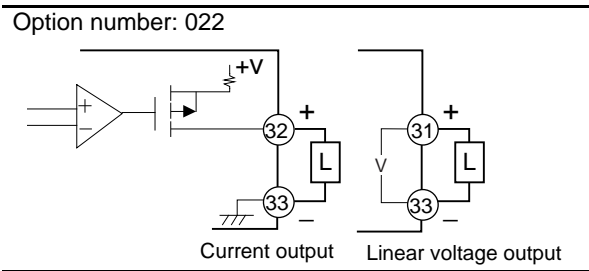 Option number: 022
+V
+
−
32
+
L
33
−
31
+
V
L
33
−
Current output
Linear voltage output